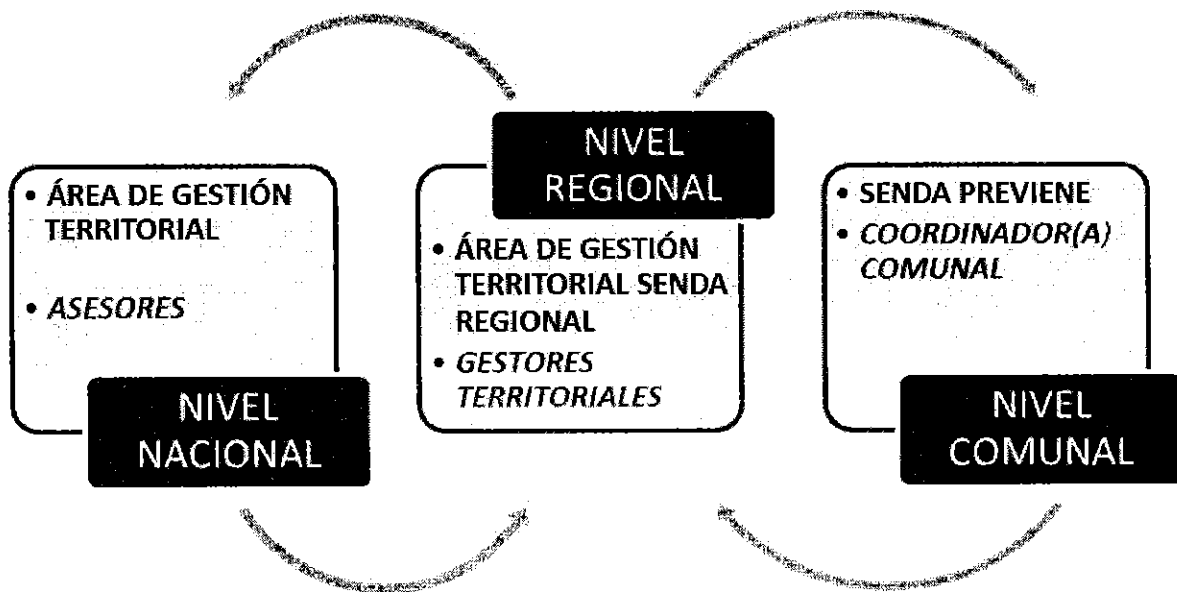 • ÁREA DE GESTIÓN
TERRITORIAL
• ASESORES
NIVEL
NACIONAL
NIVEL
REGIONAL
• ÁREA DE GESTIÓN
TERRITORIAL SENDA
REGIONAL
• GESTORES
TERRITORIALES
• SENDA PREVIENE
• COORDINADOR(A)
COMUNAL
NIVEL
COMUNAL